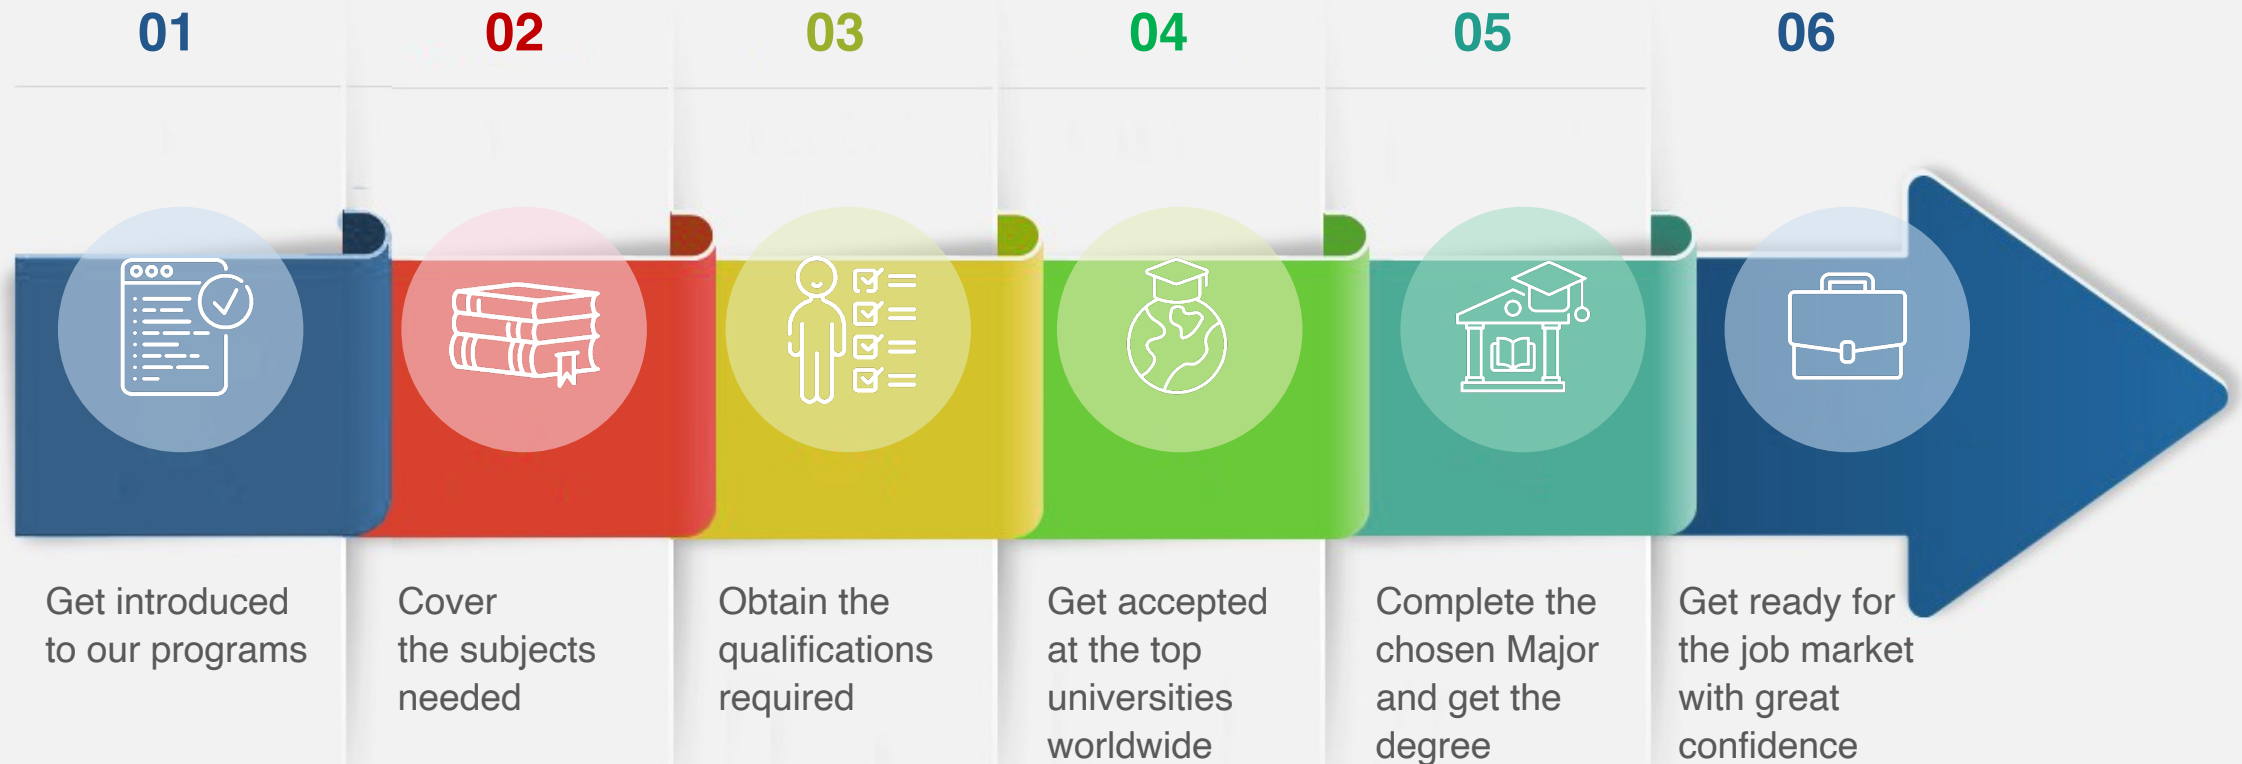 01
02
03
04
05
06
Get introduced
to our programs
Cover
the subjects
needed
Obtain the
qualifications
required
Get accepted
at the top
universities
worldwide
Complete the
chosen Major
and get the
degree
Get ready for
the job market
with great
confidence